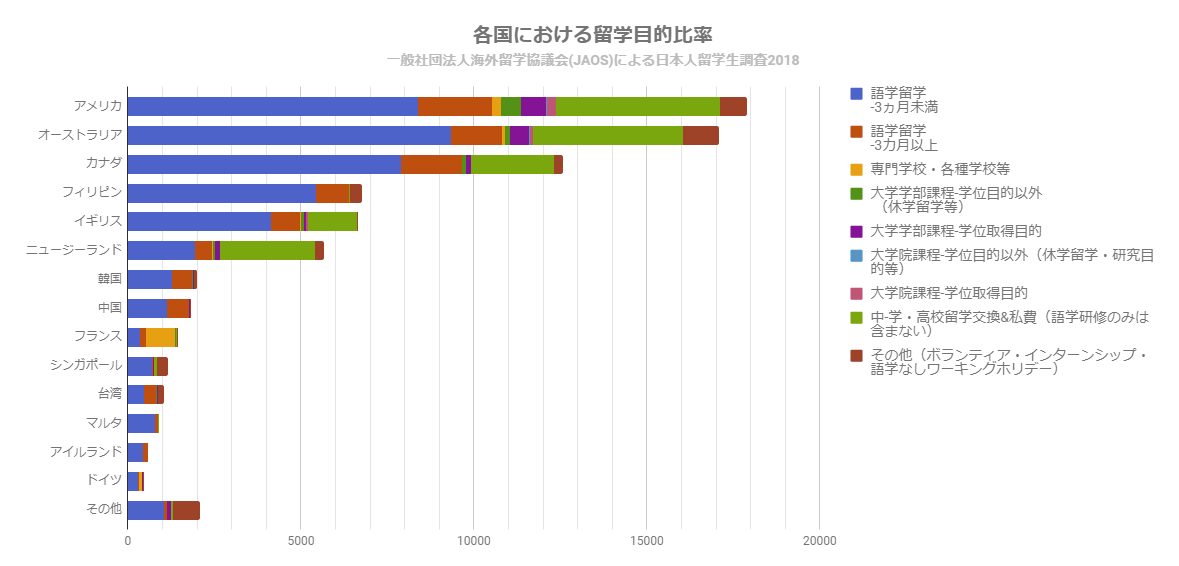 各国における留学目的比率
一般社団法人海外留学協議会(JAOS)による日本人留学生調査2018
アメリカ
オーストラリア
カナダ
フィリピン
イギリス
ニュージーランド
韓国
中国
フランス
シンガポール
台湾
マルタ
アイルランド
ドイツ
その他
0
5000
10000
15000
20000
語学留学
-3ヵ月未満
語学留学
-3カ月以上
専門学校・各種学校等
大学学部課程-学位目的以外
（休学留学等）
大学学部課程-学位取得目的
大学院課程-学位目的以外（休学留学・研究目
的等）
大学院課程-学位取得目的
中-学・高校留学交換&私費（語学研修のみは
含まない）
その他（ボランティア・インターンシップ・
語学なしワーキングホリデー）